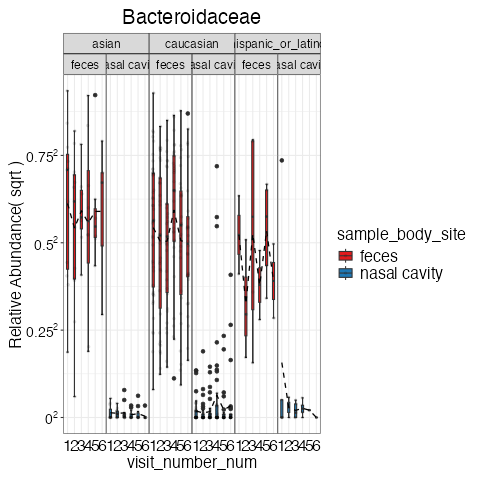 Bacteroidaceae
asian caucasian hispanic_or_latino
feces nasal cavity feces nasal cavity feces nasal cavity
Relative Abundance( sqrt )
0.75²
0.5²
0.25²
0²
123456 123456 123456 123456 123456 123456
visit_number_num
sample_body_site
feces
nasal cavity